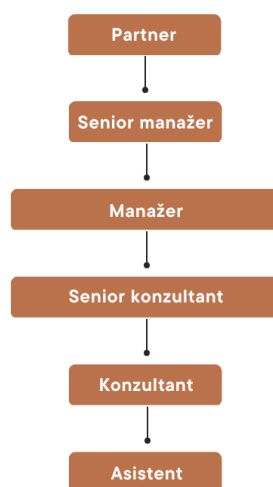 Partner
Senior manažer
Manažer
Senior konzultant
Konzultant
Asistent